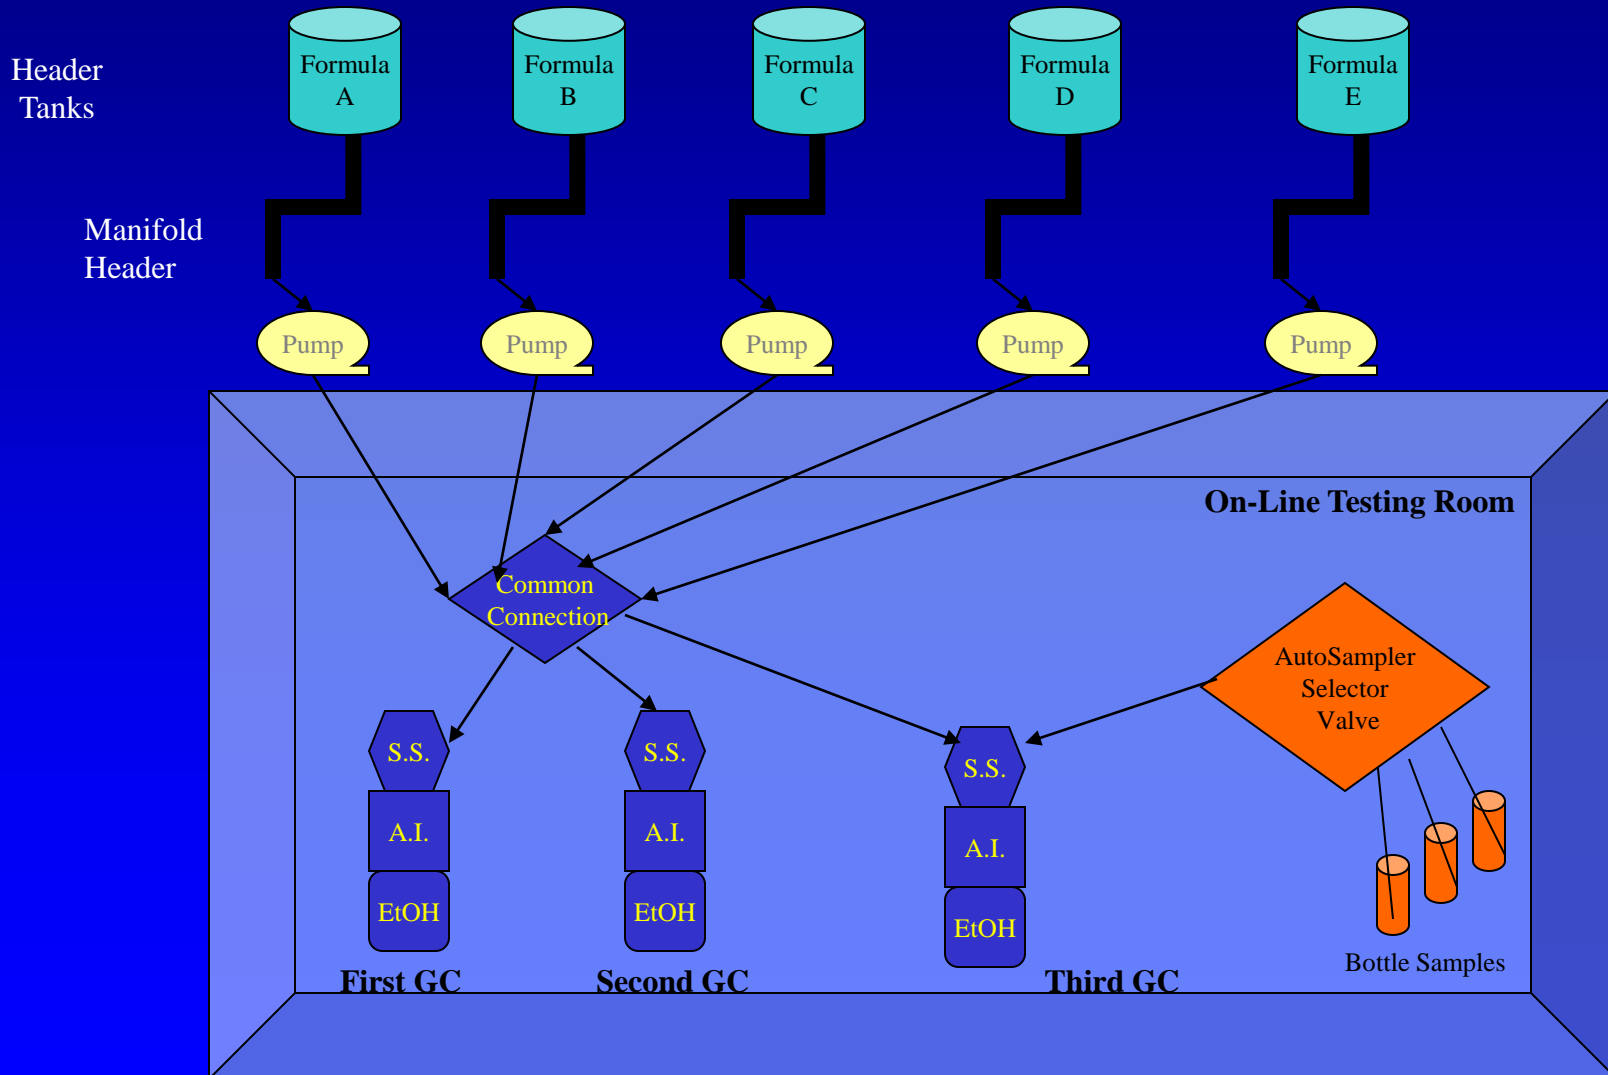 Header
Tanks
Formula
A
Formula
B
Formula
C
Formula
D
Formula
E
Manifold
Header
Pump
Pump
Pump
Pump
Pump
On-Line Testing Room
Common
Connection
AutoSampler
Selector
Valve
S.S.
A.I.
EtOH
First GC
S.S.
A.I.
EtOH
Second GC
S.S.
A.I.
EtOH
Third GC
Bottle Samples